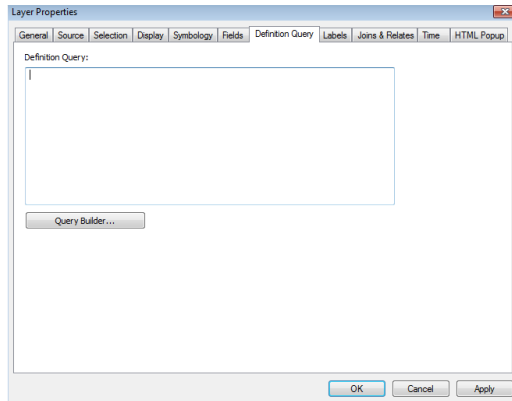 Layer Properties
General Source Selection Display Symbology Fields Definition Query Labels Joins & Relates Time HTML Popup
Definition Query:
Query Builder...
OK Cancel Apply